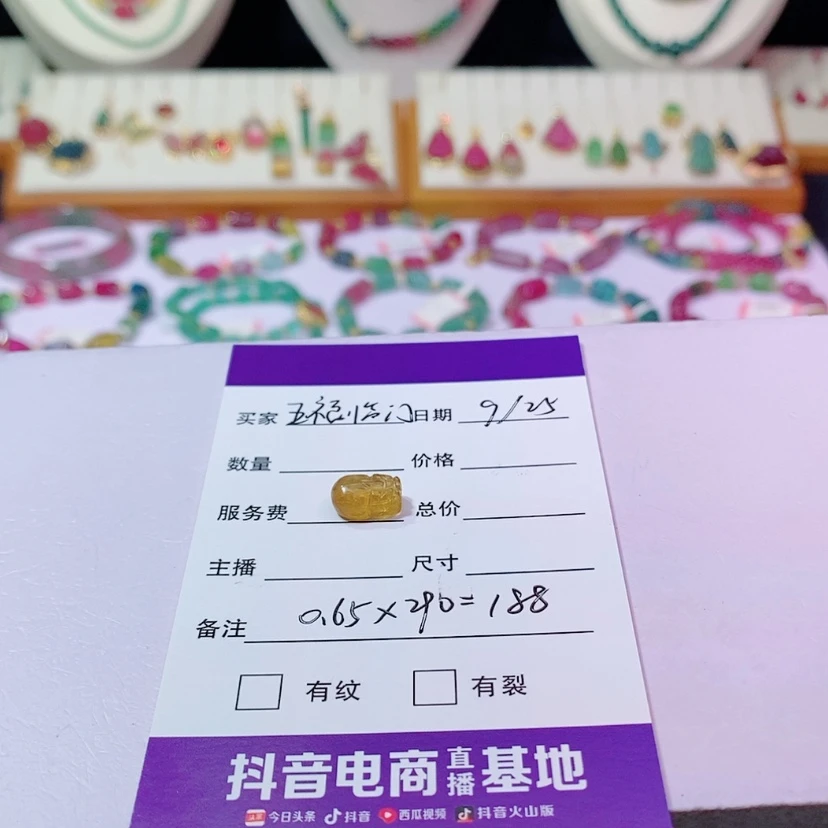 买家 五福临门 日期 9/25
数量 价格
服务费 总价
主播 尺寸
备注 0.65×290=188
有纹 有裂
抖音电商直播基地
今日头条 抖音 西瓜视频 抖音火山版